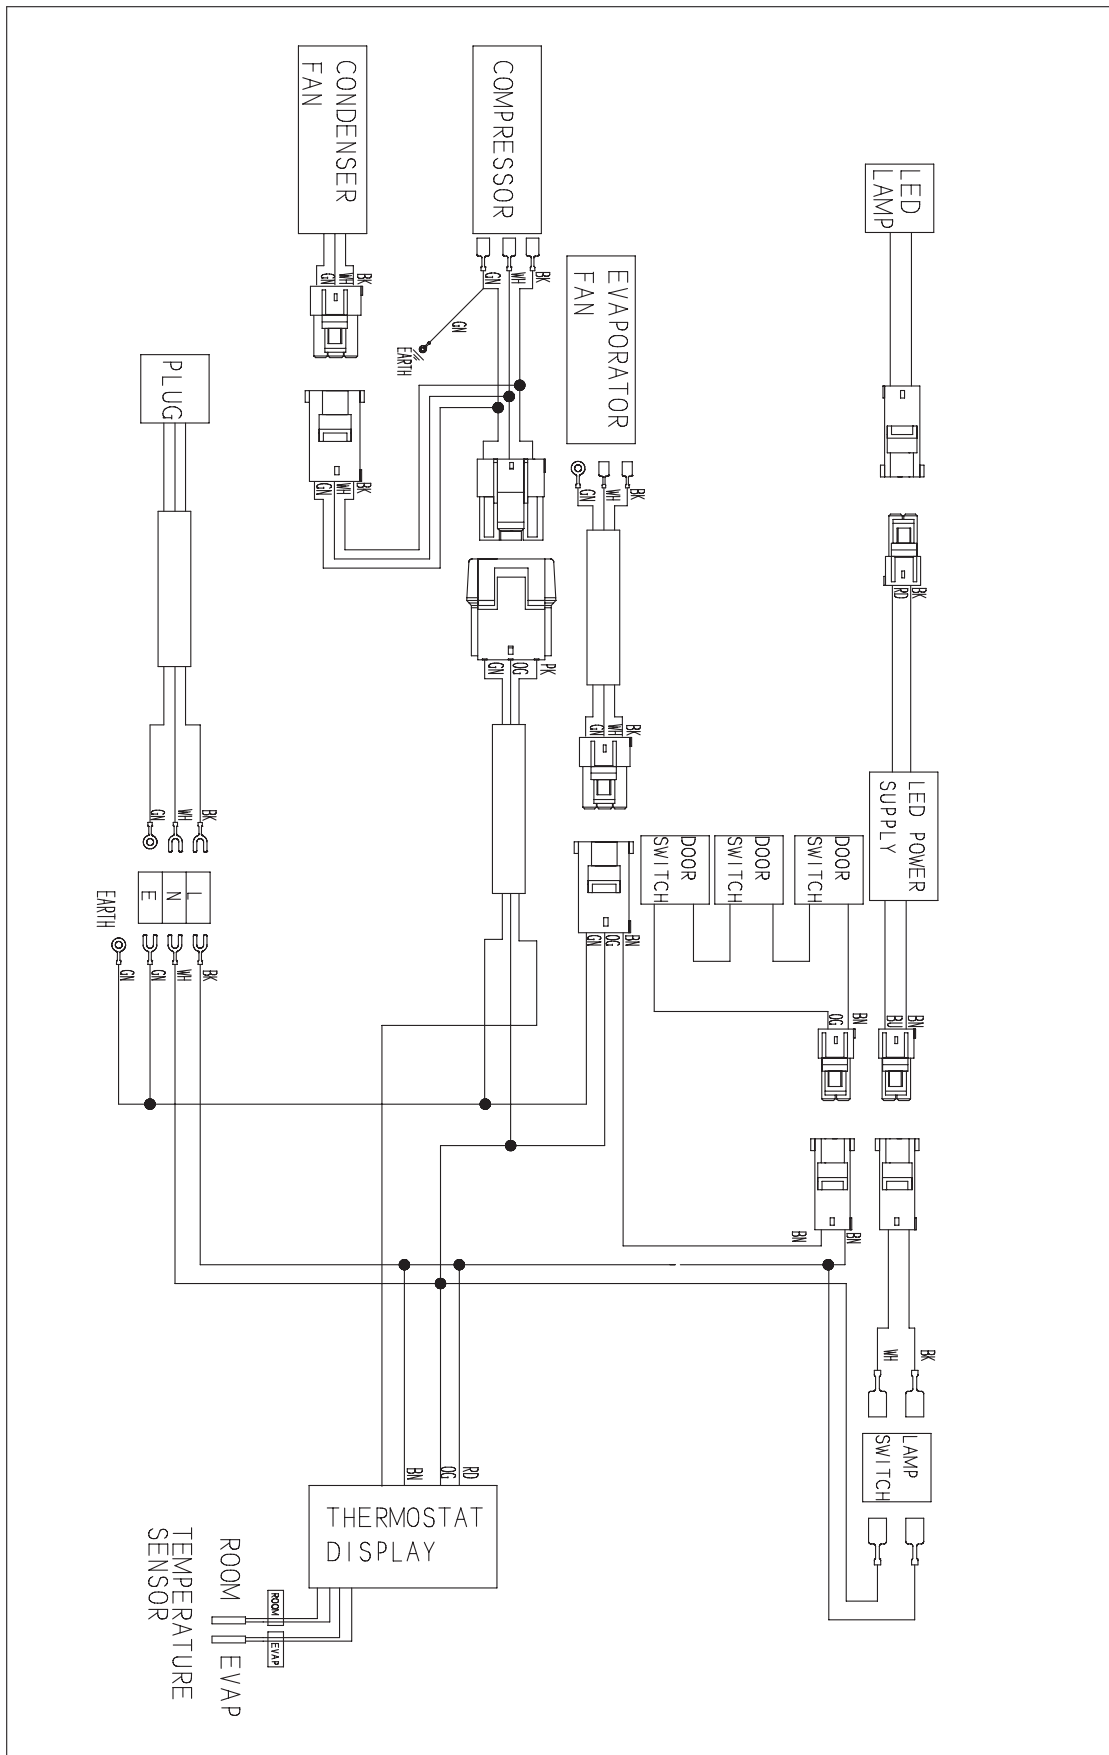 CONDENSER
FAN
COMPRESSOR
LED
LAMP
BK
WH
GN
BK
WH
GN
GN
EARTH
EVAPORATOR
FAN
PLUG
BK
WH
GN
BK
WH
GN
BK
RD
PK
OG
GN
BK
WH
GN
LED POWER
SUPPLY
DOOR
SWITCH
DOOR
SWITCH
DOOR
SWITCH
BK
WH
GN
L
N
E
EARTH
BK
WH
GN
GN
BN
OG
GN
BN
OG
BN
BU
BN
BN
BK
WH
LAMP
SWITCH
RD
OG
BN
THERMOSTAT
DISPLAY
ROOM
EVAP
ROOM
EVAP
TEMPERATURE
SENSOR